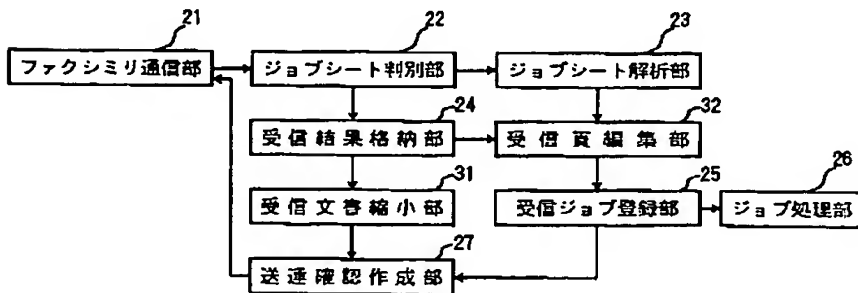 21
22
23
ファクシミリ通信部
ジョブシート判別部
ジョブシート解析部
24
32
受信結果格納部
受信頁編集部
31
25
26
受信文書縮小部
受信ジョブ登録部
ジョブ処理部
27
送達確認作成部